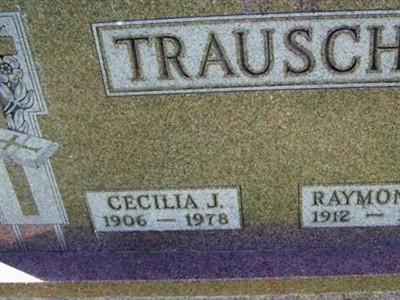 TRAUSCH
CECILIA J.
1906 — 1978
RAYMON
1912 —